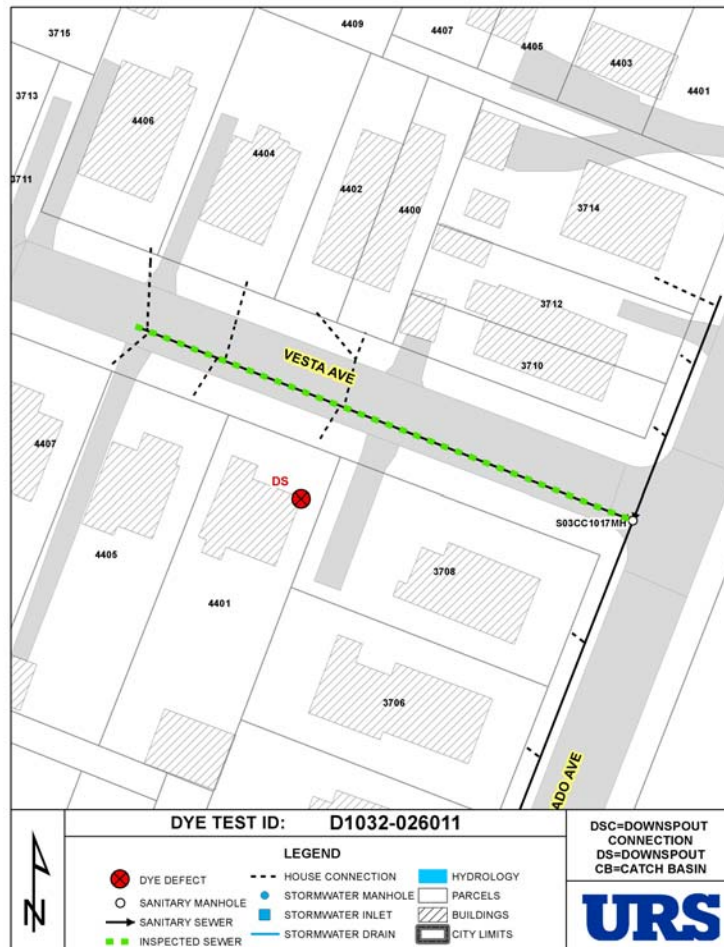 3715
4409
4407
4405
4403
4401
3713
4406
4404
3711
4402
4400
3714
3712
3710
VESTA AVE
4407
DS
S03CC1017MH
4405
4401
3708
3706
ADO AVE
DYE TEST ID: D1032-026011
LEGEND
DYE DEFECT
SANITARY MANHOLE
SANITARY SEWER
INSPECTED SEWER
HOUSE CONNECTION
STORMWATER MANHOLE
STORMWATER INLET
STORMWATER DRAIN
HYDROLOGY
PARCELS
BUILDINGS
CITY LIMITS
DSC=DOWNSPOUT
CONNECTION
DS=DOWNSPOUT
CB=CATCH BASIN
N
URS